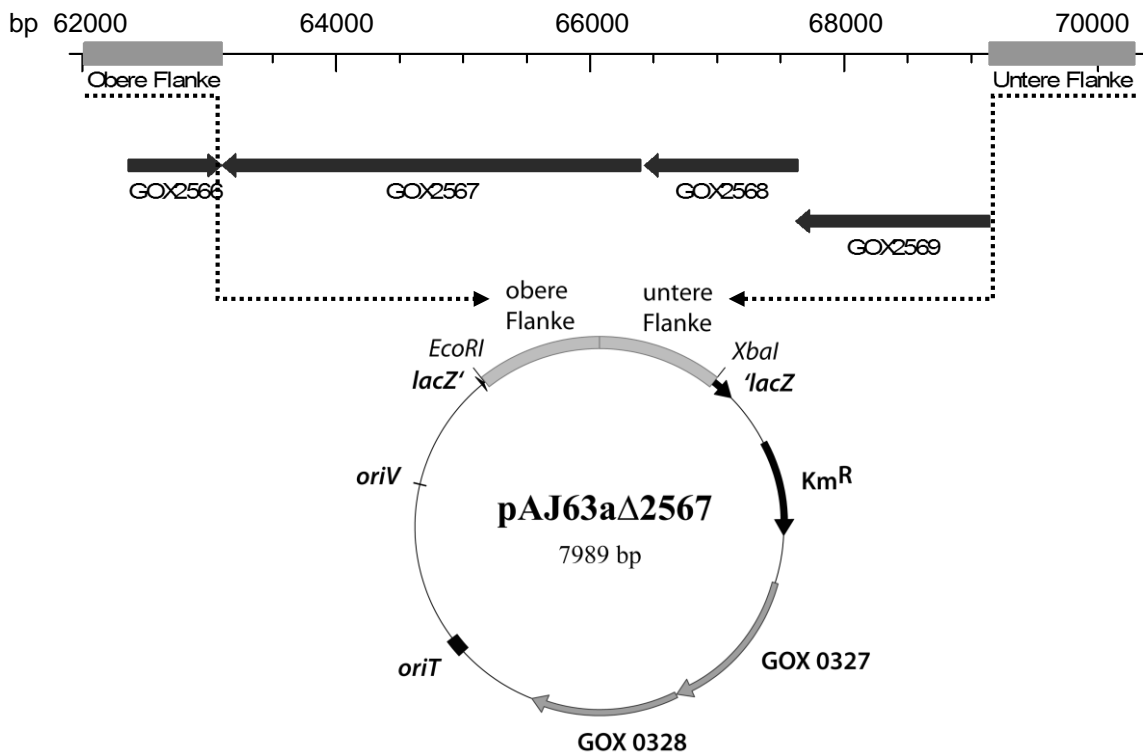 bp 62000 64000 66000 68000 70000
Obere Flanke Untere Flanke
GOX2566 GOX2567 GOX2568
GOX2569
obere Flanke
untere Flanke
EcoRI XbaI
lacZ‘ ‘lacZ
oriV KmR
pAJ63aΔ2567
7989 bp
oriT GOX 0327
GOX 0328